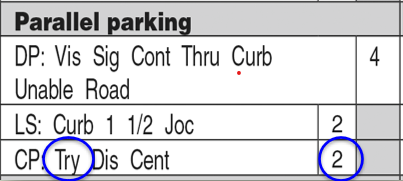 Parallel parking
DP: Vis Sig Cont Thru Curb 4
Unable Road
LS: Curb 1 1/2 Joc 2
CP: Try Dis Cent 2